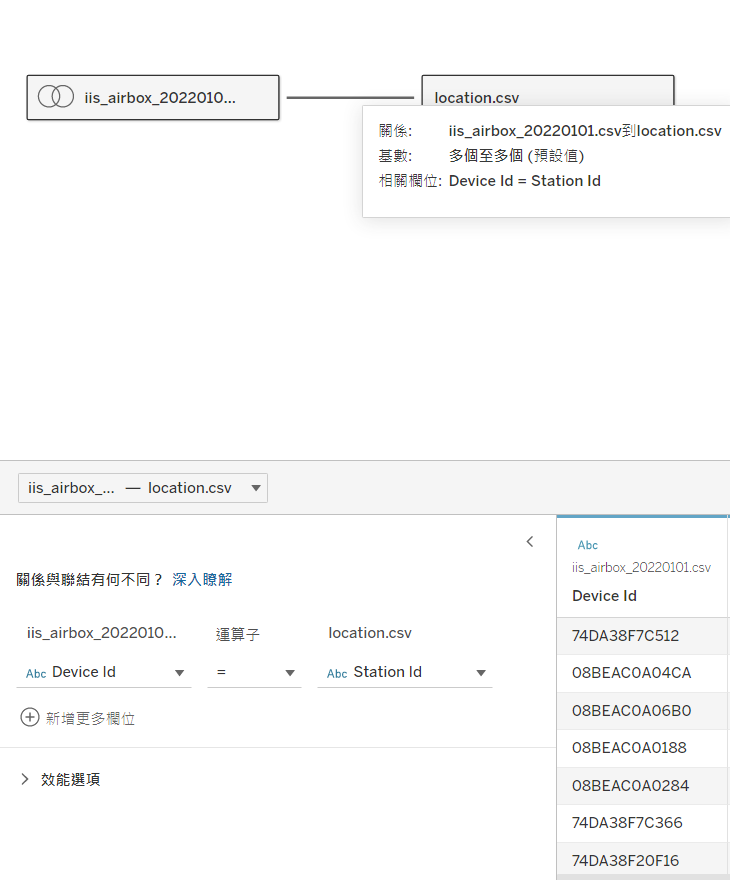 iis_airbox_2022010...
location.csv
關係: iis_airbox_20220101.csv到location.csv
基數: 多個至多個 (預設值)
相關欄位: Device Id = Station Id
iis_airbox_... — location.csv
關係與聯結有何不同？ 深入瞭解
iis_airbox_2022010... 運算子 location.csv
Abc Device Id = Abc Station Id
新增更多欄位
效能選項
Abc
iis_airbox_20220101.csv
Device Id
74DA38F7C512
08BEAC0A04CA
08BEAC0A06B0
08BEAC0A0188
08BEAC0A0284
74DA38F7C366
74DA38F20F16